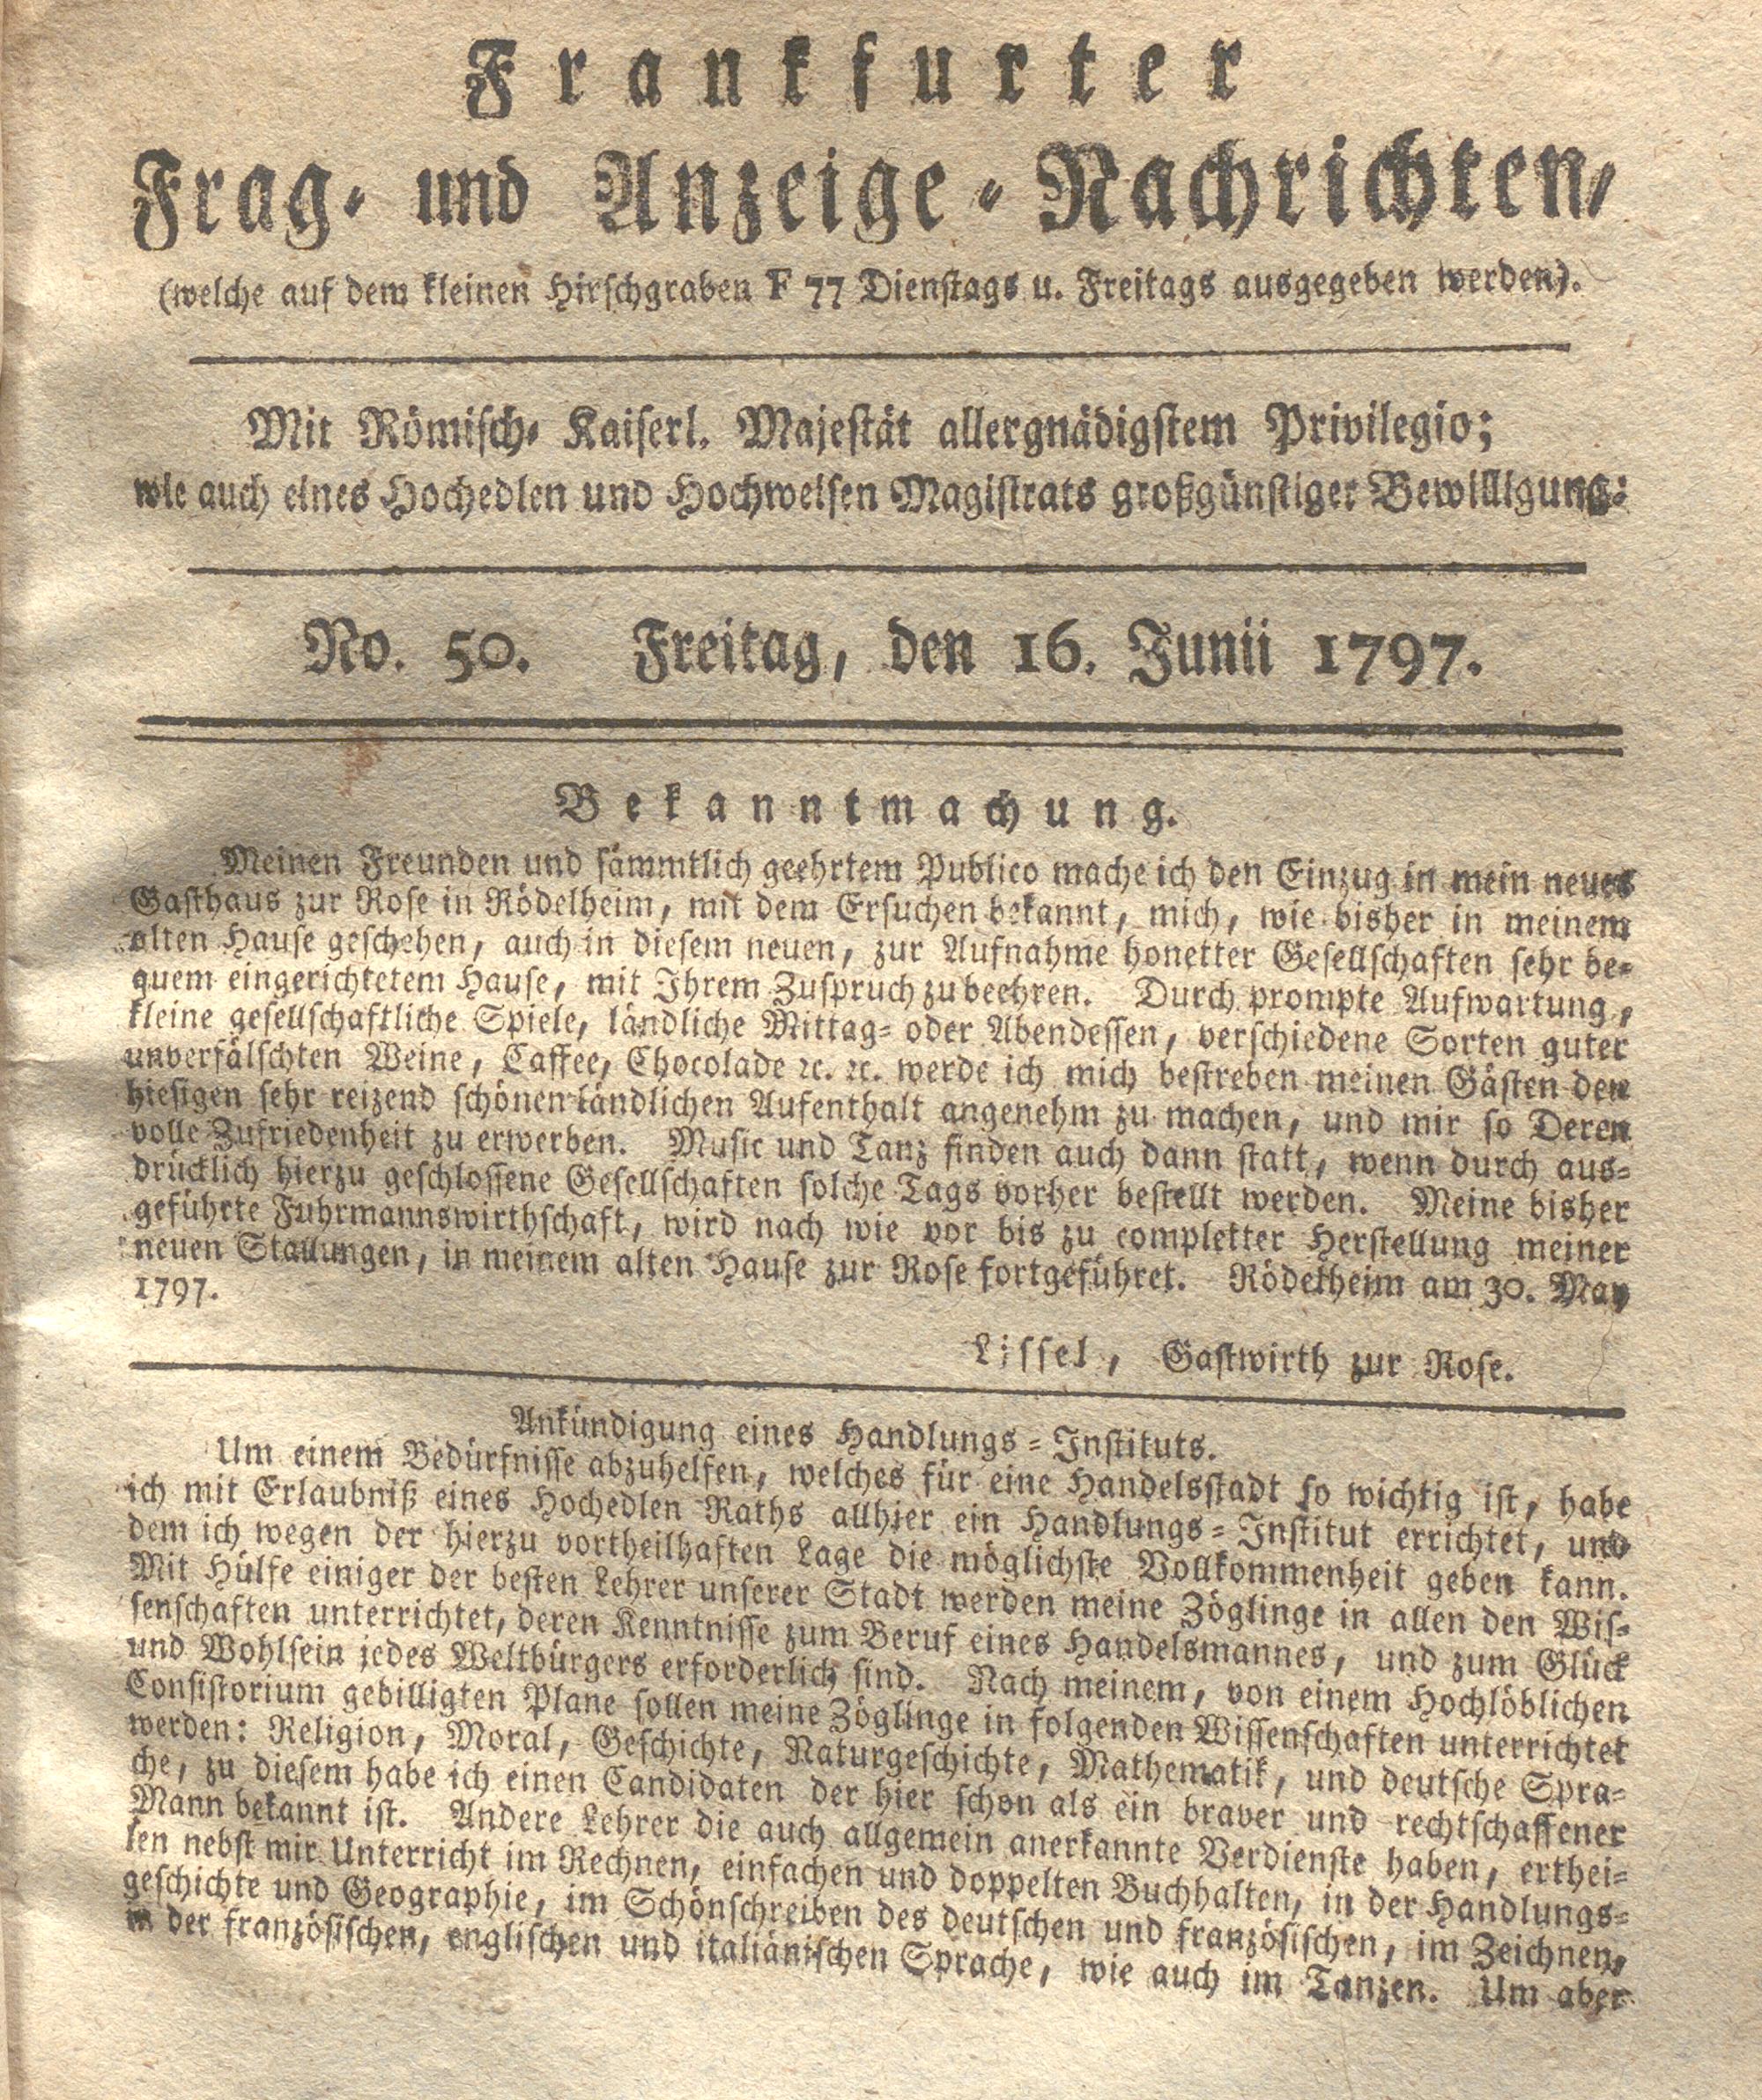 Frankfurter
Frag- und Anzeige-Nachrichten,
(welche auf dem kleinen Hirschgraben F 77 Dienstags u. Freitags ausgegeben werden).
Mit Römisch-Kaiserl. Majestät allergnädigstem Privilegio;
wie auch eines Hochedlen und Hochweisen Magistrats großgünstiger Bewilligung:
No. 50. Freitag, den 16. Junii 1797.
Bekanntmachung.
Meinen Freunden und sämmtlich geehrtem Publico mache ich den Einzug in mein neues
Gasthaus zur Rose in Rödelheim, mit dem Ersuchen bekannt, mich, wie bisher in meinem
alten Hause geschehen, auch in diesem neuen, zur Aufnahme honetter Gesellschaften sehr be-
quem eingerichtetem Hause, mit Ihrem Zuspruch zu beehren. Durch prompte Aufwartung,
kleine gesellschaftliche Spiele, ländliche Mittag- oder Abendessen, verschiedene Sorten guter
unverfälschten Weine, Caffee, Chocolade ꝛc. ꝛc. werde ich mich bestreben meinen Gästen den
hiesigen sehr reizend schönen ländlichen Aufenthalt angenehm zu machen, und mir so Deren
volle Zufriedenheit zu erwerben. Music und Tanz finden auch dann statt, wenn durch aus-
drücklich hierzu geschlossene Gesellschaften solche Tags vorher bestellt werden. Meine bisher
geführte Fuhrmannswirthschaft, wird nach wie vor bis zu completter Herstellung meiner
neuen Stallungen, in meinem alten Hause zur Rose fortgeführet. Rödelheim am 30. May
1797.
Lissel, Gastwirth zur Rose.
Ankündigung eines Handlungs-Instituts.
Um einem Bedürfnisse abzuhelfen, welches für eine Handelsstadt so wichtig ist, habe
ich mit Erlaubniß eines Hochedlen Raths allhier ein Handlungs-Institut errichtet, und
dem ich wegen der hierzu vortheilhaften Lage die möglichste Vollkommenheit geben kann.
Mit Hülfe einiger der besten Lehrer unserer Stadt werden meine Zöglinge in allen den Wis-
senschaften unterrichtet, deren Kenntnisse zum Beruf eines Handelsmannes, und zum Glück
und Wohlsein jedes Weltbürgers erforderlich sind. Nach meinem, von einem Hochlöblichen
Consistorium gebilligten Plane sollen meine Zöglinge in folgenden Wissenschaften unterrichtet
werden: Religion, Moral, Geschichte, Naturgeschichte, Mathematik, und deutsche Spra-
che, zu diesem habe ich einen Candidaten der hier schon als ein braver und rechtschaffener
Mann bekannt ist. Andere Lehrer die auch allgemein anerkannte Verdienste haben, erthei-
len nebst mir Unterricht im Rechnen, einfachen und doppelten Buchhalten, in der Handlungs-
geschichte und Geographie, im Schönschreiben des deutschen und französischen, im Zeichnen,
in der französischen, englischen und italiänischen Sprache, wie auch im Tanzen. Um aber